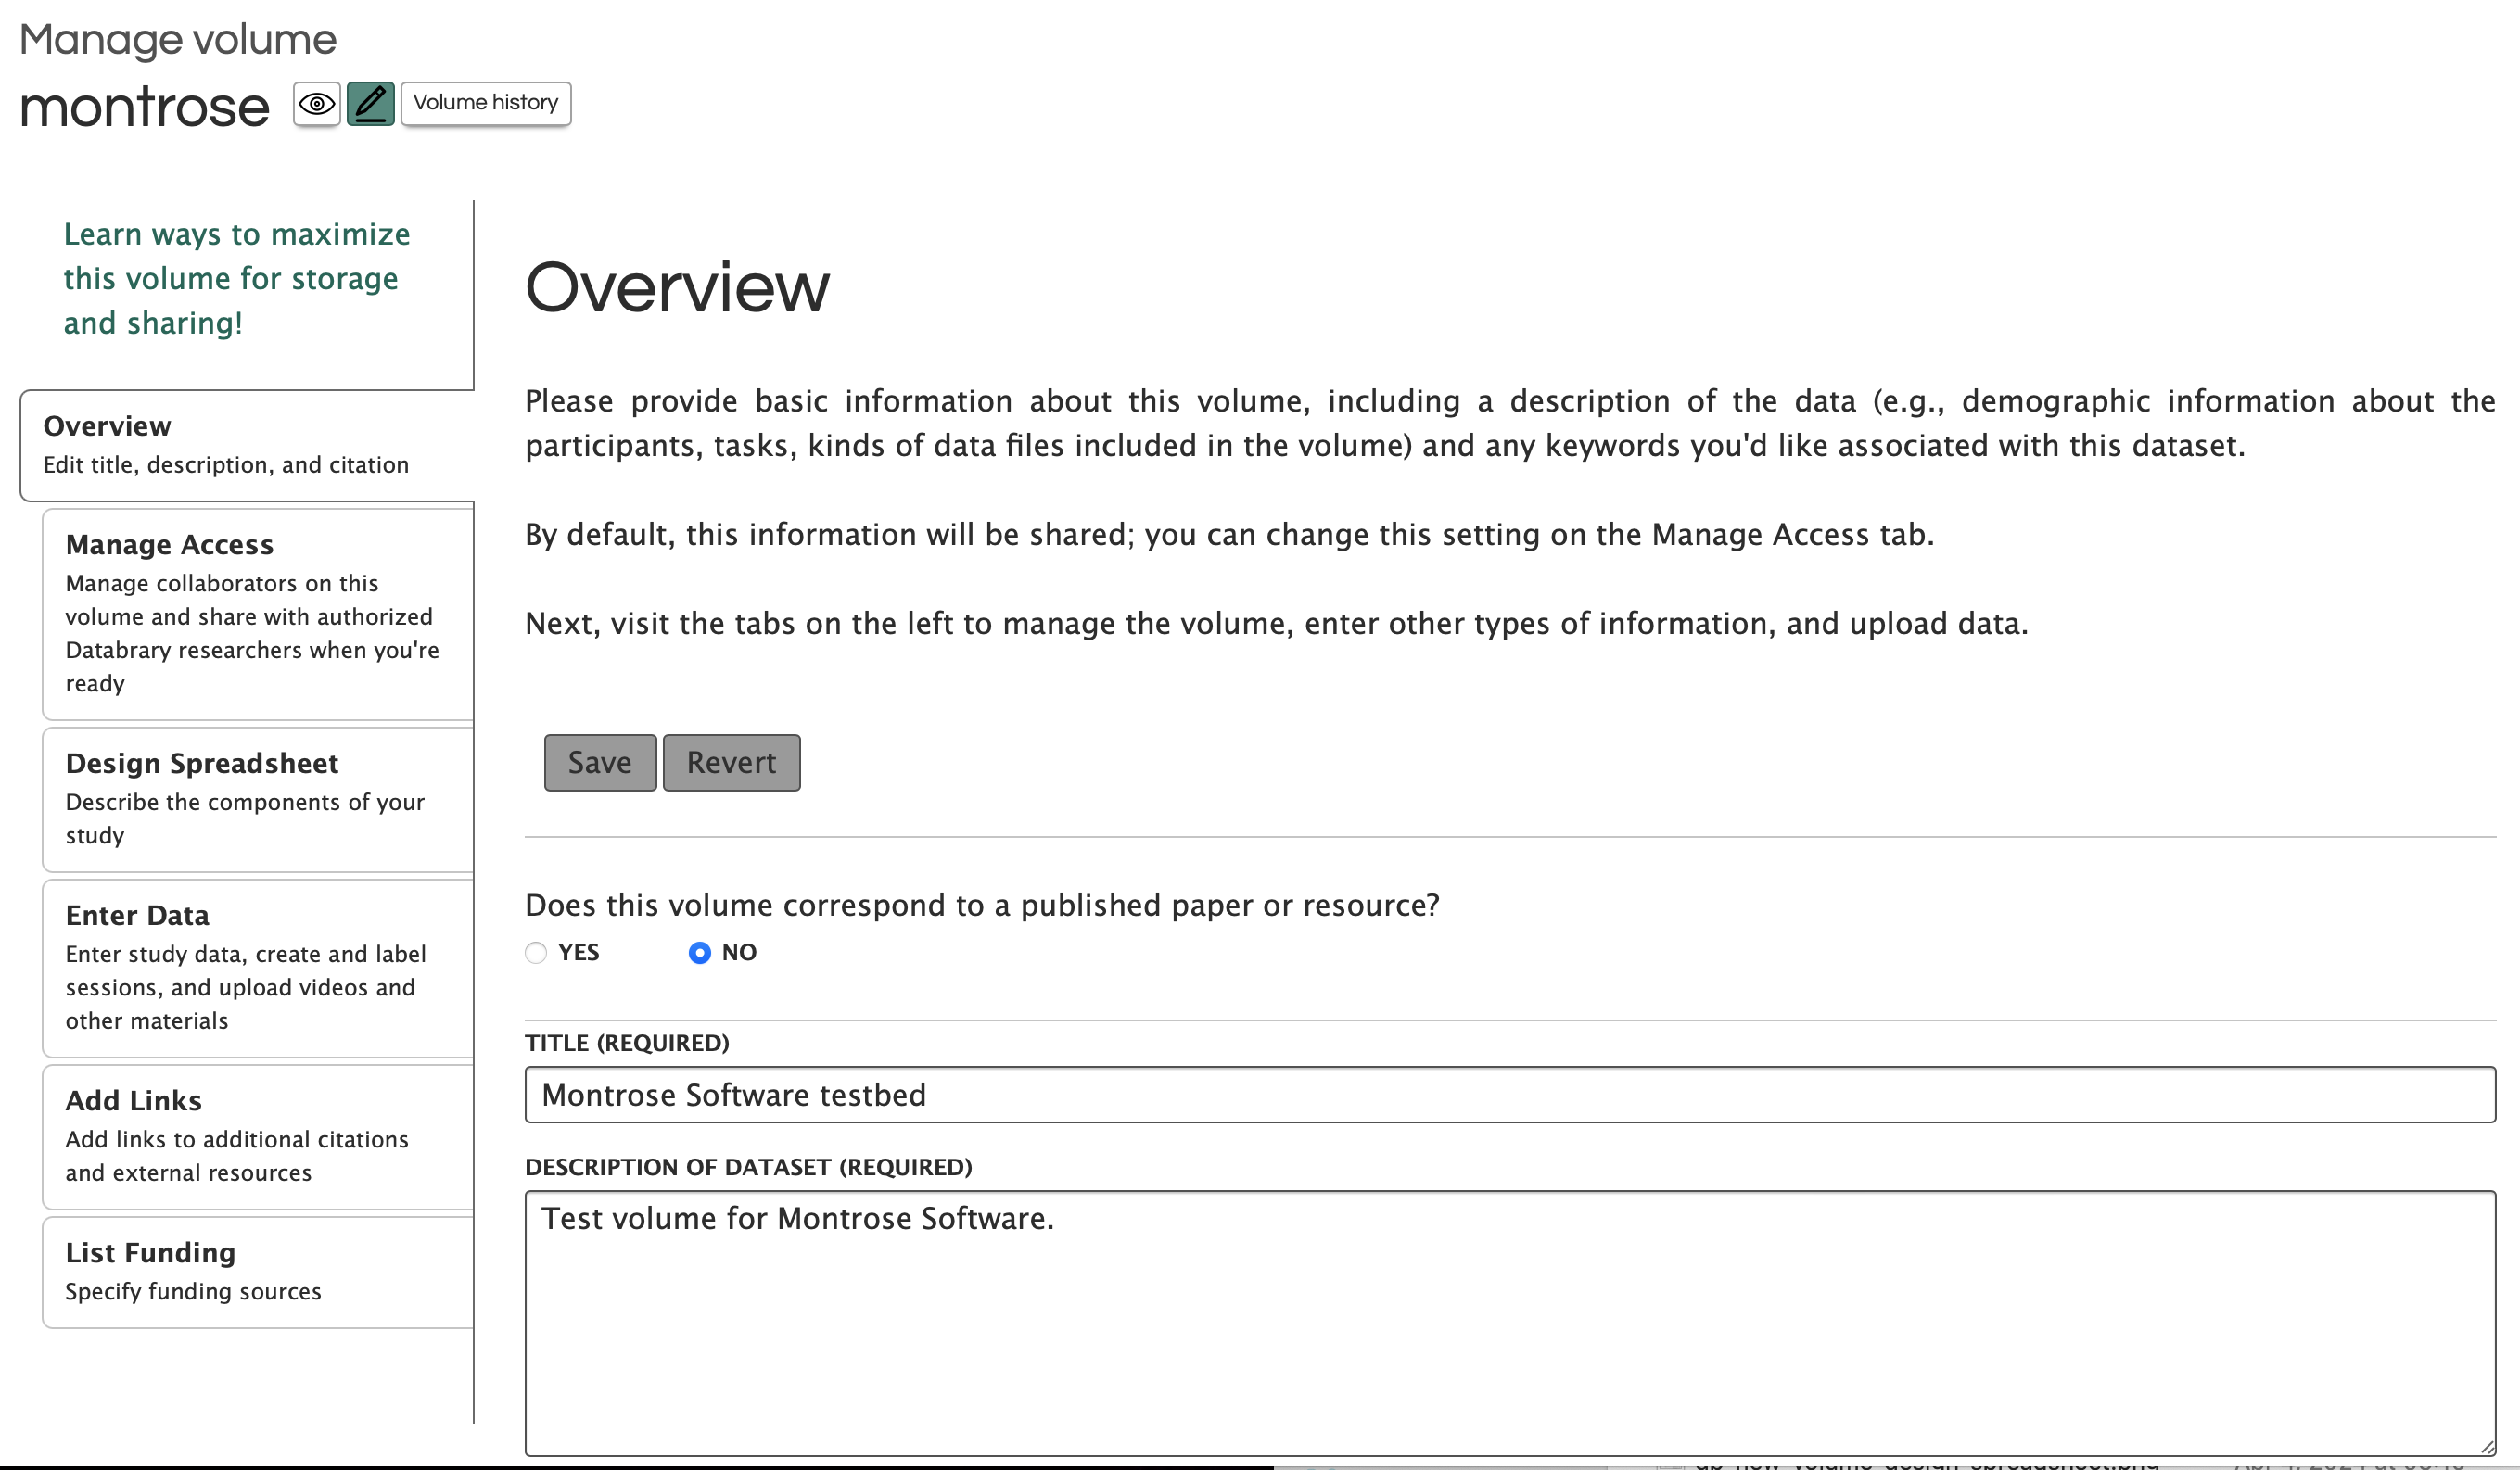 Manage volume
montrose
Volume history
Learn ways to maximize
this volume for storage
and sharing!
Overview
Edit title, description, and citation
Manage Access
Manage collaborators on this
volume and share with authorized
Databrary researchers when you're
ready
Design Spreadsheet
Describe the components of your
study
Enter Data
Enter study data, create and label
sessions, and upload videos and
other materials
Add Links
Add links to additional citations
and external resources
List Funding
Specify funding sources
Overview
Please provide basic information about this volume, including a description of the data (e.g., demographic information about the
participants, tasks, kinds of data files included in the volume) and any keywords you'd like associated with this dataset.
By default, this information will be shared; you can change this setting on the Manage Access tab.
Next, visit the tabs on the left to manage the volume, enter other types of information, and upload data.
Save
Revert
Does this volume correspond to a published paper or resource?
YES
NO
TITLE (REQUIRED)
Montrose Software testbed
DESCRIPTION OF DATASET (REQUIRED)
Test volume for Montrose Software.